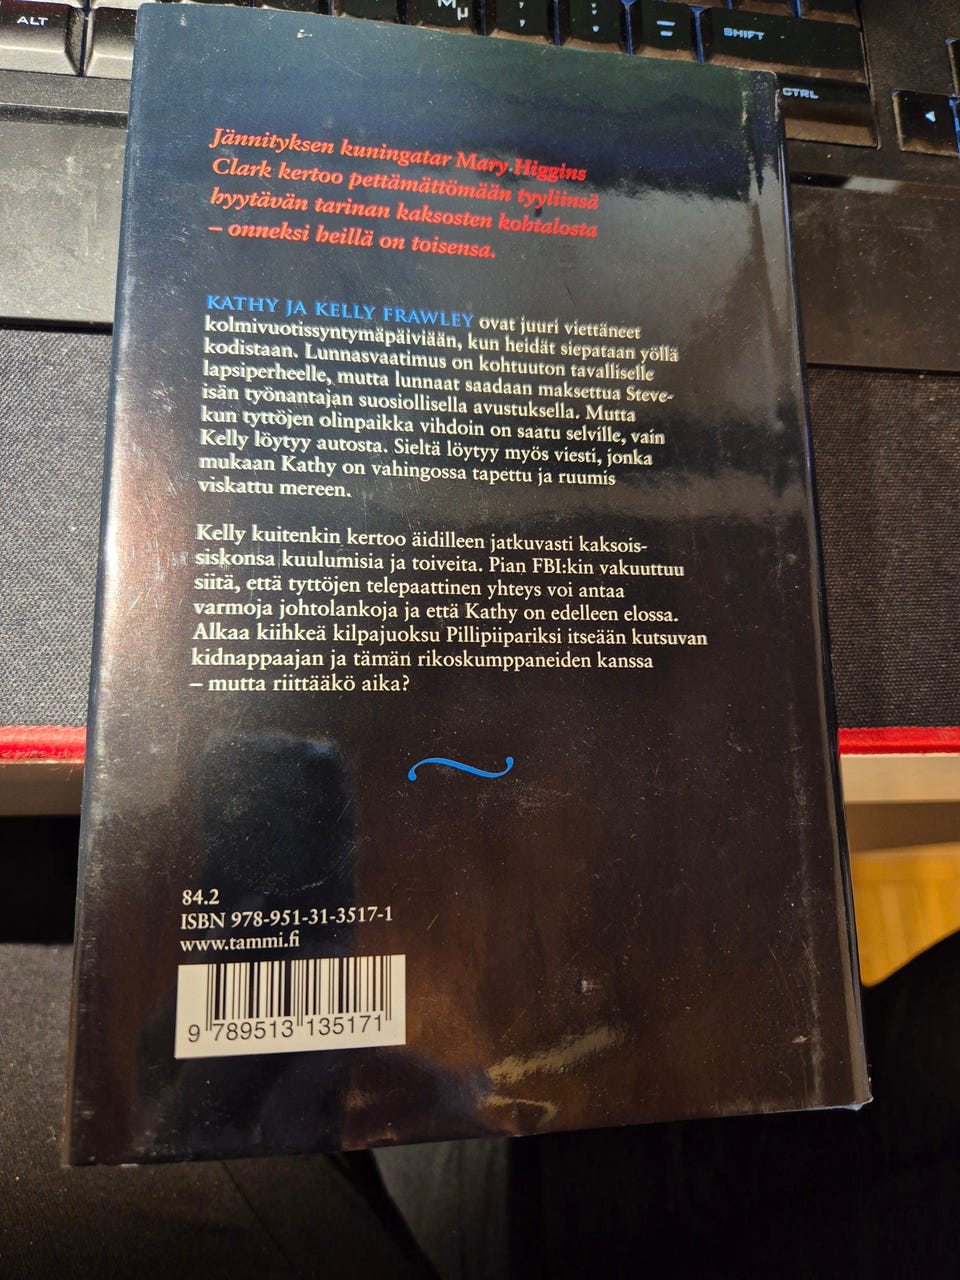 ALT
M μ
;
:
SHIFT
CTRL
Jännityksen kuningatar Mary Higgins
Clark kertoo pettämättömään tyyliinsä
hyytävän tarinan kaksosten kohtalosta
– onneksi heillä on toisensa.
KATHY JA KELLY FRAWLEY ovat juuri viettäneet
kolmivuotissyntymäpäiviään, kun heidät siepataan yöllä
kodistaan. Lunnasvaatimus on kohtuuton tavalliselle
lapsiperheelle, mutta lunnaat saadaan maksettua Steve-
isän työnantajan suosiollisella avustuksella. Mutta
kun tyttöjen olinpaikka vihdoin on saatu selville, vain
Kelly löytyy autosta. Sieltä löytyy myös viesti, jonka
mukaan Kathy on vahingossa tapettu ja ruumis
viskattu mereen.
Kelly kuitenkin kertoo äidilleen jatkuvasti kaksois-
siskonsa kuulumisia ja toiveita. Pian FBI:kin vakuuttuu
siitä, että tyttöjen telepaattinen yhteys voi antaa
varmoja johtolankoja ja että Kathy on edelleen elossa.
Alkaa kiihkeä kilpajuoksu Pillipiipariksi itseään kutsuvan
kidnappaajan ja tämän rikoskumppaneiden kanssa
– mutta riittääkö aika?
84.2
ISBN 978-951-31-3517-1
www.tammi.fi
9 789513 135171